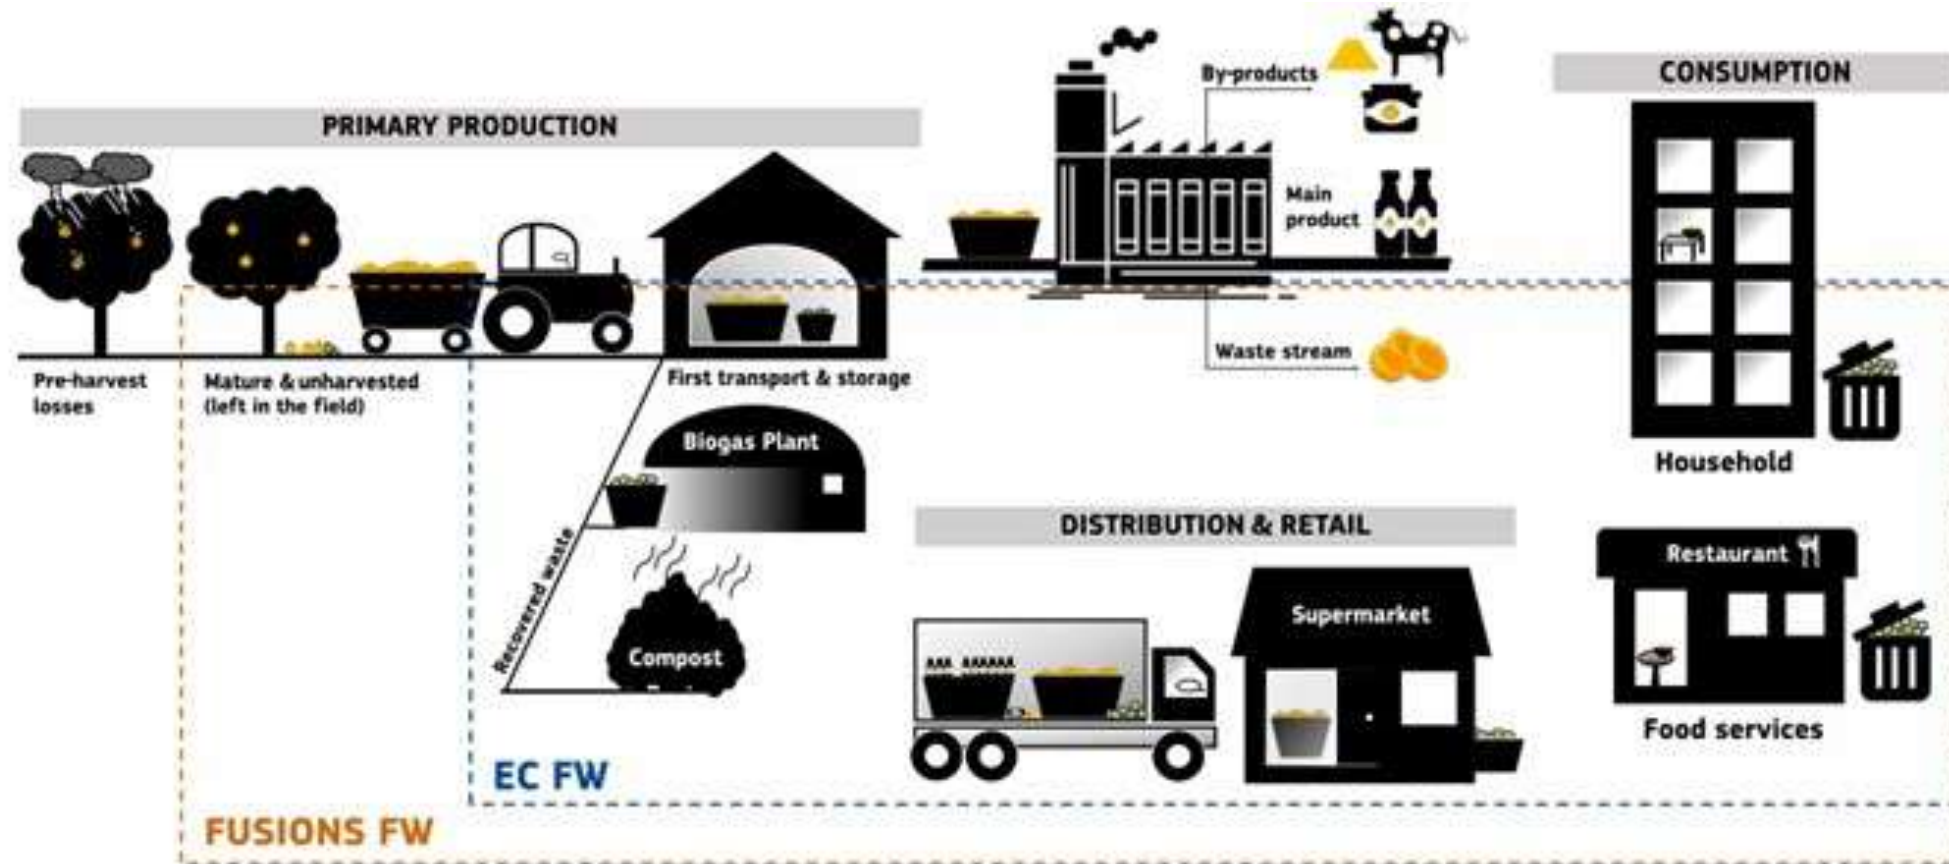 PRIMARY PRODUCTION
Pre-harvest
losses
Mature & unharvested
(left in the field)
First transport & storage
Biogas Plant
Recovered waste
Compost
By-products
Main
product
Waste stream
DISTRIBUTION & RETAIL
Supermarket
CONSUMPTION
Household
Restaurant
Food services
EC FW
FUSIONS FW